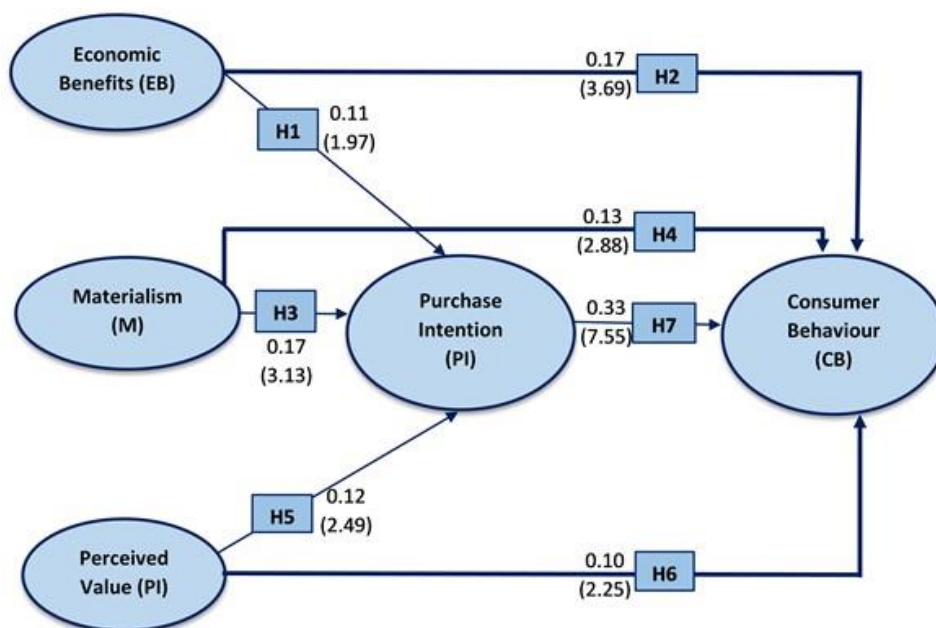 Economic
Benefits (EB)
0.17
(3.69)
H2
H1
0.11
(1.97)
0.13
(2.88)
H4
Materialism
(M)
H3
0.17
(3.13)
Purchase
Intention
(PI)
0.33
(7.55)
H7
Consumer
Behaviour
(CB)
H5
0.12
(2.49)
Perceived
Value (PI)
0.10
(2.25)
H6